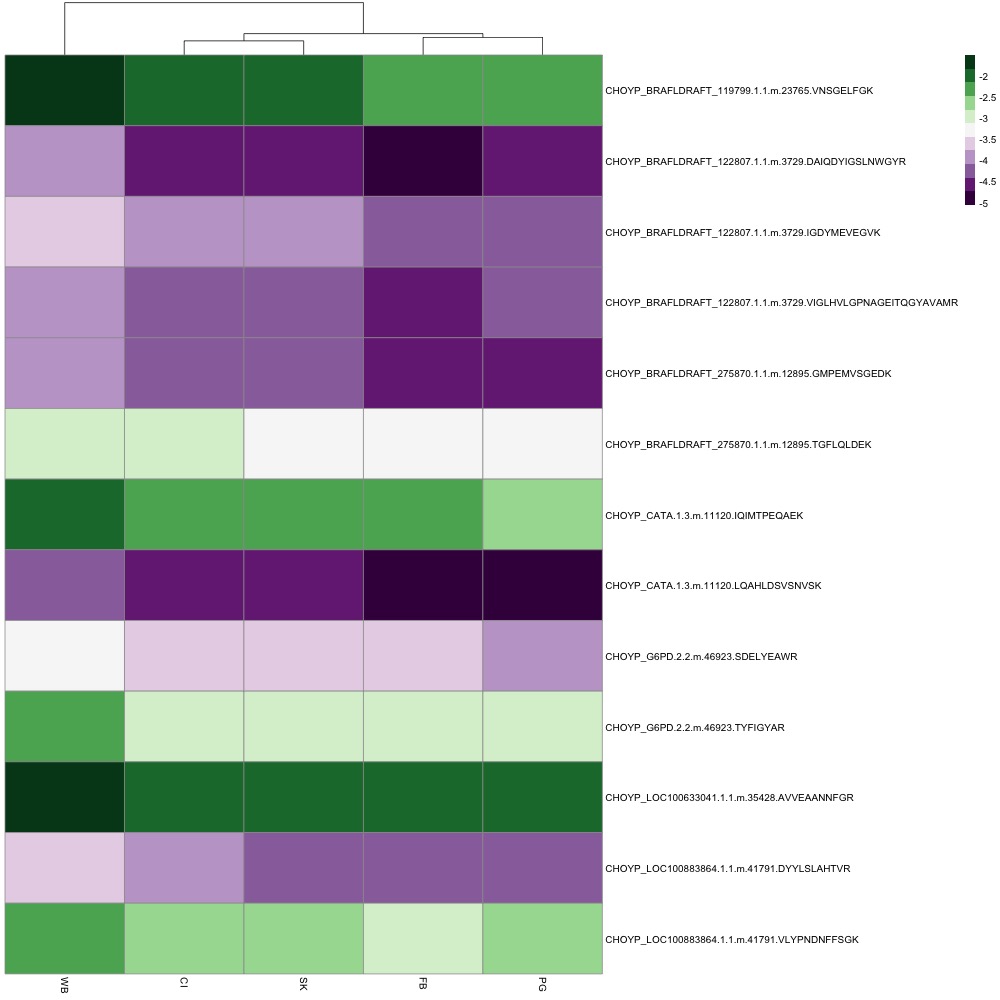 CHOYP_BRAFLDRAFT_119799.1.1.m.23765.VNSGELFGK
CHOYP_BRAFLDRAFT_122807.1.1.m.3729.DAIQDYIGSLNWGYR
CHOYP_BRAFLDRAFT_122807.1.1.m.3729.IGDYMEVEGVK
CHOYP_BRAFLDRAFT_122807.1.1.m.3729.VIGLHVLGPNAGEITQGYAVAMR
CHOYP_BRAFLDRAFT_275870.1.1.m.12895.GMPEMVSGEDK
CHOYP_BRAFLDRAFT_275870.1.1.m.12895.TGFLQLDEK
CHOYP_CATA.1.3.m.11120.IQIMTPEQAEK
CHOYP_CATA.1.3.m.11120.LQAHLDSVSNVSK
CHOYP_G6PD.2.2.m.46923.SDELYEAWR
CHOYP_G6PD.2.2.m.46923.TYFIGYAR
CHOYP_LOC100633041.1.1.m.35428.AVVEAANNFGR
CHOYP_LOC100883864.1.1.m.41791.DYYLSLAHTVR
CHOYP_LOC100883864.1.1.m.41791.VLYPNDNFFSGK
WB CI SK FB PG
-2
-2.5
-3
-3.5
-4
-4.5
-5